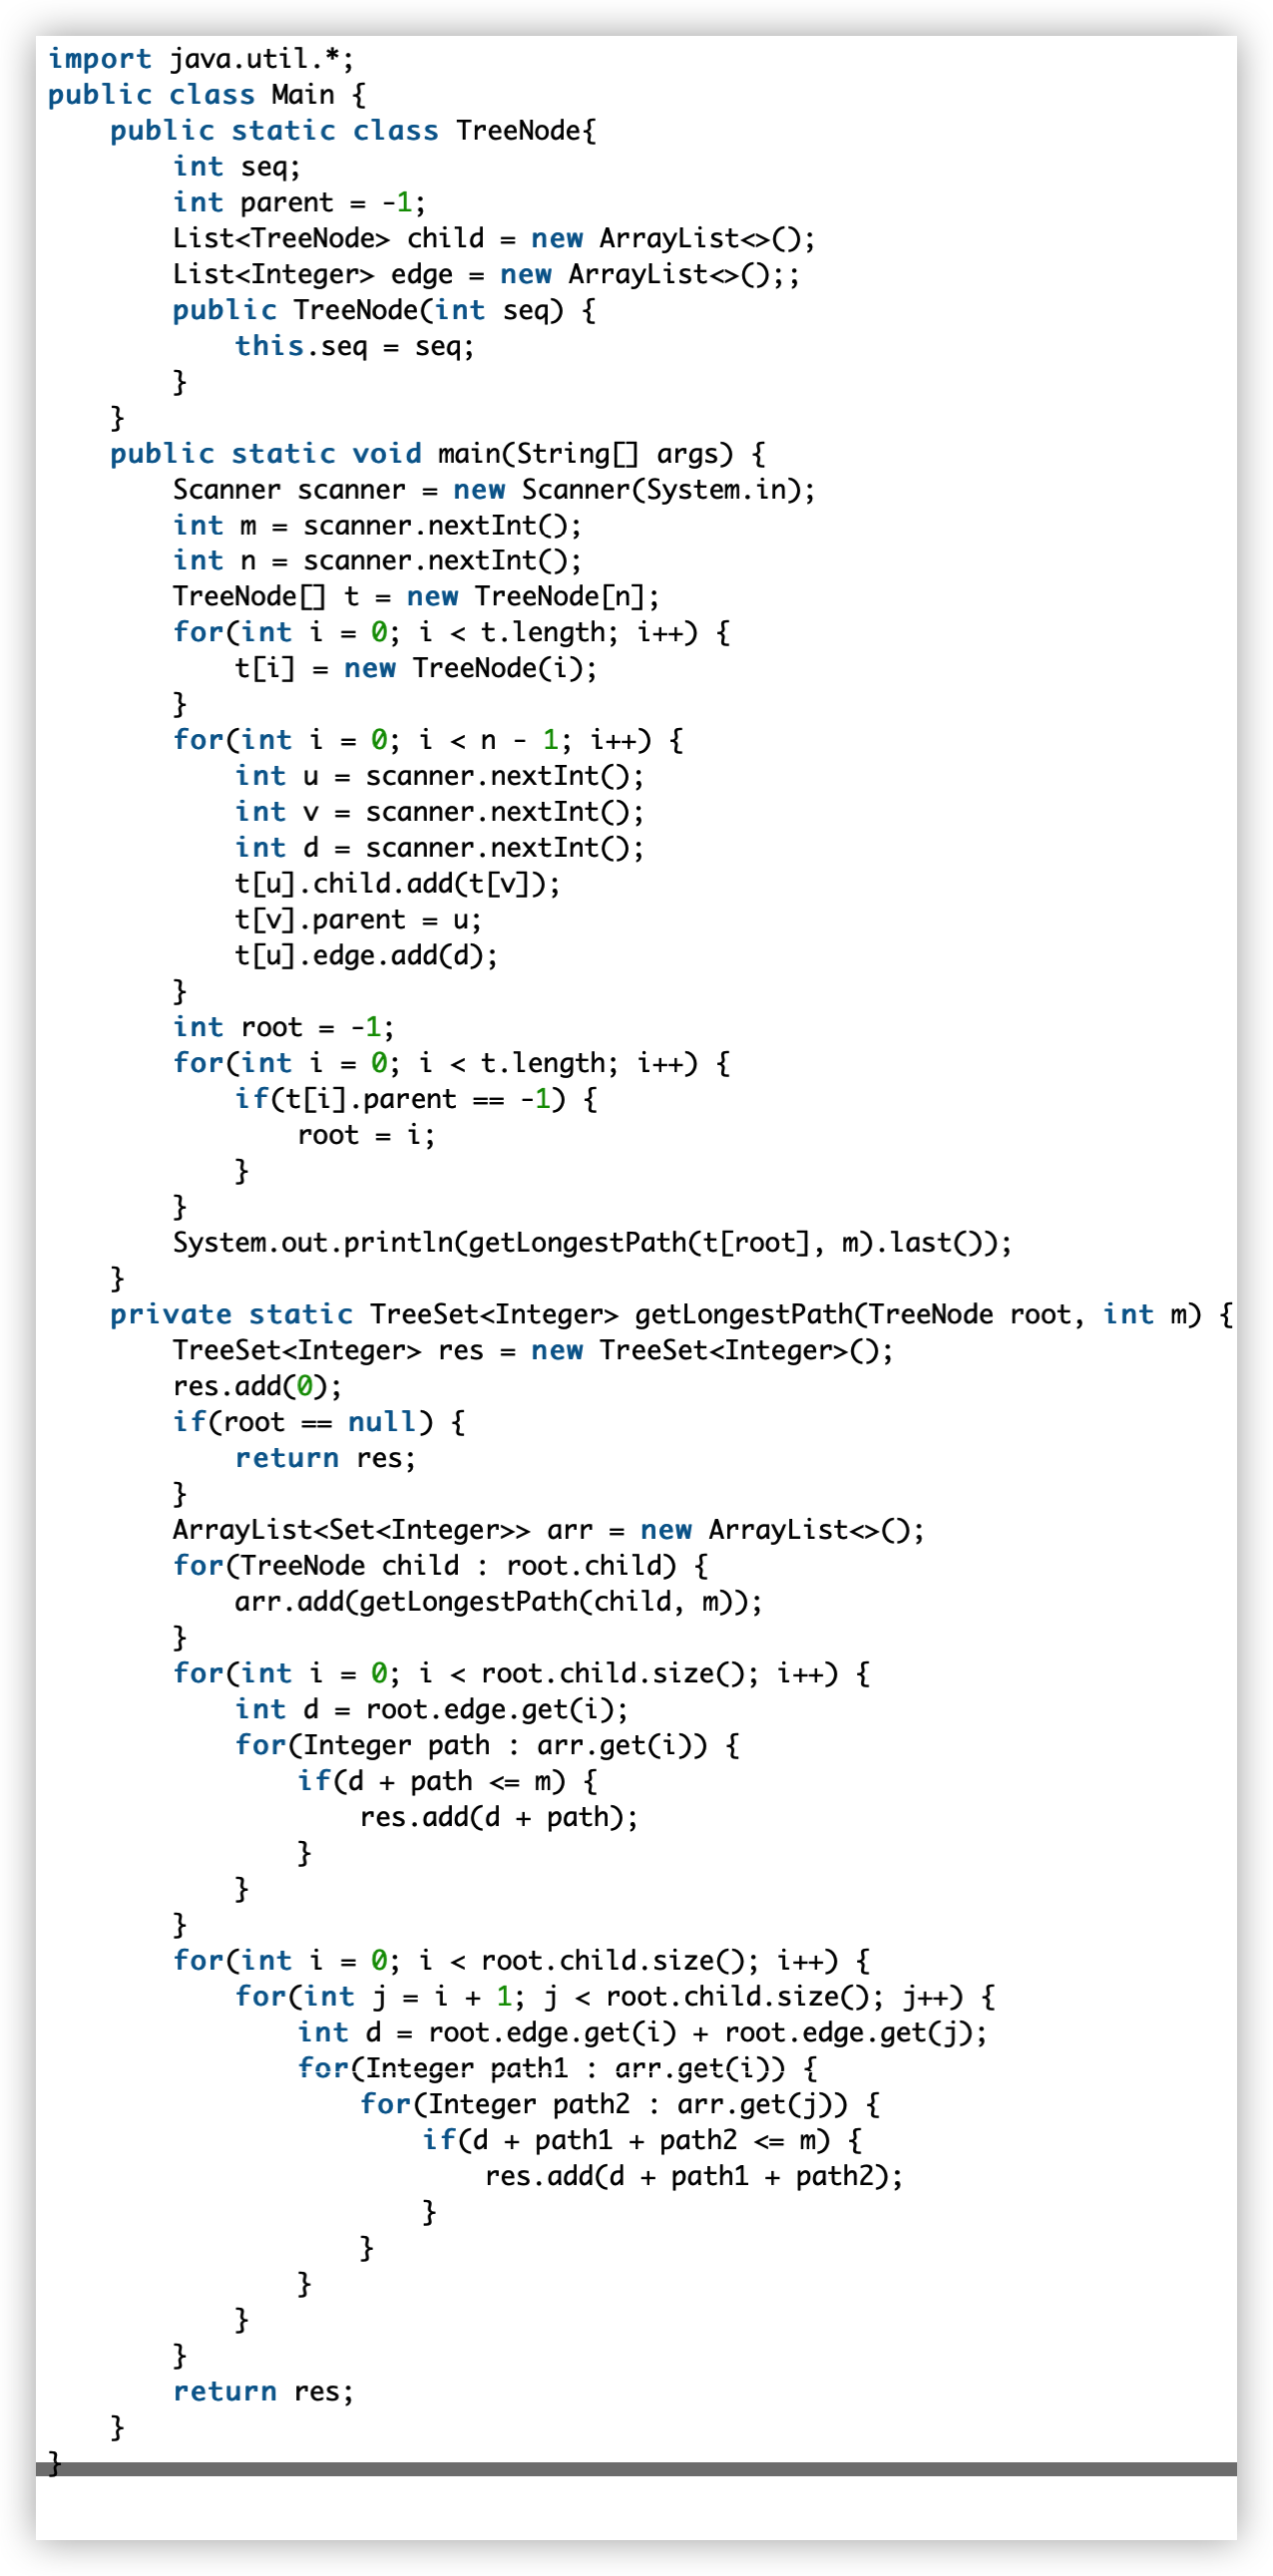 import java.util.*;
public class Main {
    public static class TreeNode{
        int seq;
        int parent = -1;
        List<TreeNode> child = new ArrayList<>();
        List<Integer> edge = new ArrayList<>();;
        public TreeNode(int seq) {
            this.seq = seq;
        }
    }
    public static void main(String[] args) {
        Scanner scanner = new Scanner(System.in);
        int m = scanner.nextInt();
        int n = scanner.nextInt();
        TreeNode[] t = new TreeNode[n];
        for(int i = 0; i < t.length; i++) {
            t[i] = new TreeNode(i);
        }
        for(int i = 0; i < n - 1; i++) {
            int u = scanner.nextInt();
            int v = scanner.nextInt();
            int d = scanner.nextInt();
            t[u].child.add(t[v]);
            t[v].parent = u;
            t[u].edge.add(d);
        }
        int root = -1;
        for(int i = 0; i < t.length; i++) {
            if(t[i].parent == -1) {
                root = i;
            }
        }
        System.out.println(getLongestPath(t[root], m).last());
    }
    private static TreeSet<Integer> getLongestPath(TreeNode root, int m) {
        TreeSet<Integer> res = new TreeSet<Integer>();
        res.add(0);
        if(root == null) {
            return res;
        }
        ArrayList<Set<Integer>> arr = new ArrayList<>();
        for(TreeNode child : root.child) {
            arr.add(getLongestPath(child, m));
        }
        for(int i = 0; i < root.child.size(); i++) {
            int d = root.edge.get(i);
            for(Integer path : arr.get(i)) {
                if(d + path <= m) {
                    res.add(d + path);
                }
            }
        }
        for(int i = 0; i < root.child.size(); i++) {
            for(int j = i + 1; j < root.child.size(); j++) {
                int d = root.edge.get(i) + root.edge.get(j);
                for(Integer path1 : arr.get(i)) {
                    for(Integer path2 : arr.get(j)) {
                        if(d + path1 + path2 <= m) {
                            res.add(d + path1 + path2);
                        }
                    }
                }
            }
        }
        return res;
    }
}